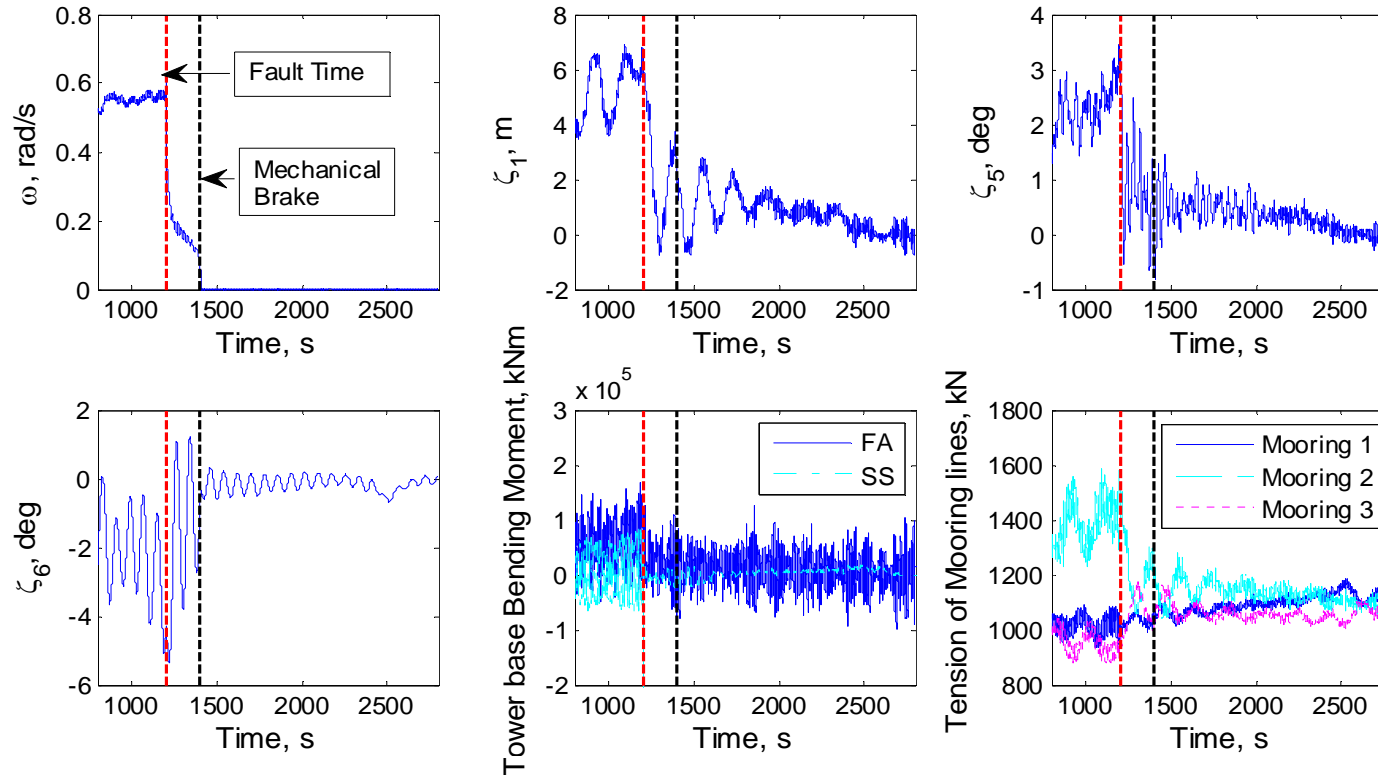 ω, rad/s
0.8
0.6
0.4
0.2
0
Fault Time
Mechanical
Brake
1000 1500 2000 2500
Time, s
ζ1, m
8
6
4
2
0
-2
1000 1500 2000 2500
Time, s
ζ5, deg
4
3
2
1
0
-1
1000 1500 2000 2500
Time, s
ζ6, deg
2
0
-2
-4
-6
1000 1500 2000 2500
Time, s
Tower base Bending Moment, kNm
x 10^5
3
2
1
0
-1
-2
FA
SS
1000 1500 2000 2500
Time, s
Tension of Mooring lines, kN
1800
1600
1400
1200
1000
800
Mooring 1
Mooring 2
Mooring 3
1000 1500 2000 2500
Time, s